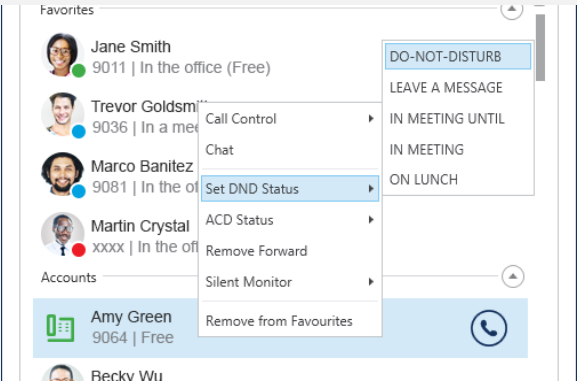 Favorites
Jane Smith
9011 | In the office (Free)
Trevor Goldsmi
9036 | In a mee
Marco Banitez
9081 | In the of
Martin Crystal
xxxx | In the off
Call Control
Chat
Set DND Status
ACD Status
Remove Forward
Silent Monitor
Remove from Favourites
DO-NOT-DISTURB
LEAVE A MESSAGE
IN MEETING UNTIL
IN MEETING
ON LUNCH
Accounts
Amy Green
9064 | Free
Becky Wu